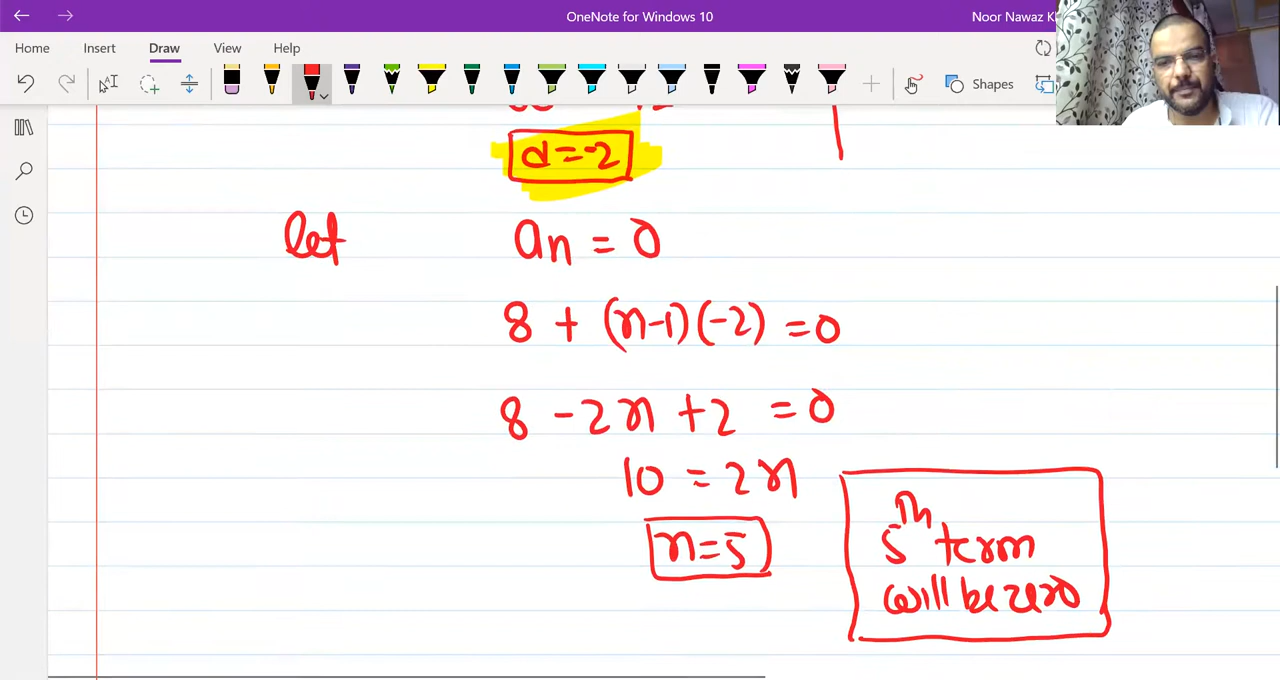 OneNote for Windows 10
Noor Nawaz
Home Insert Draw View Help
Shapes
d=-2
let an = 0
8 + (n-1)(-2) =0
8 -2n +2 =0
10 = 2n
n=5
5th term
will be zero